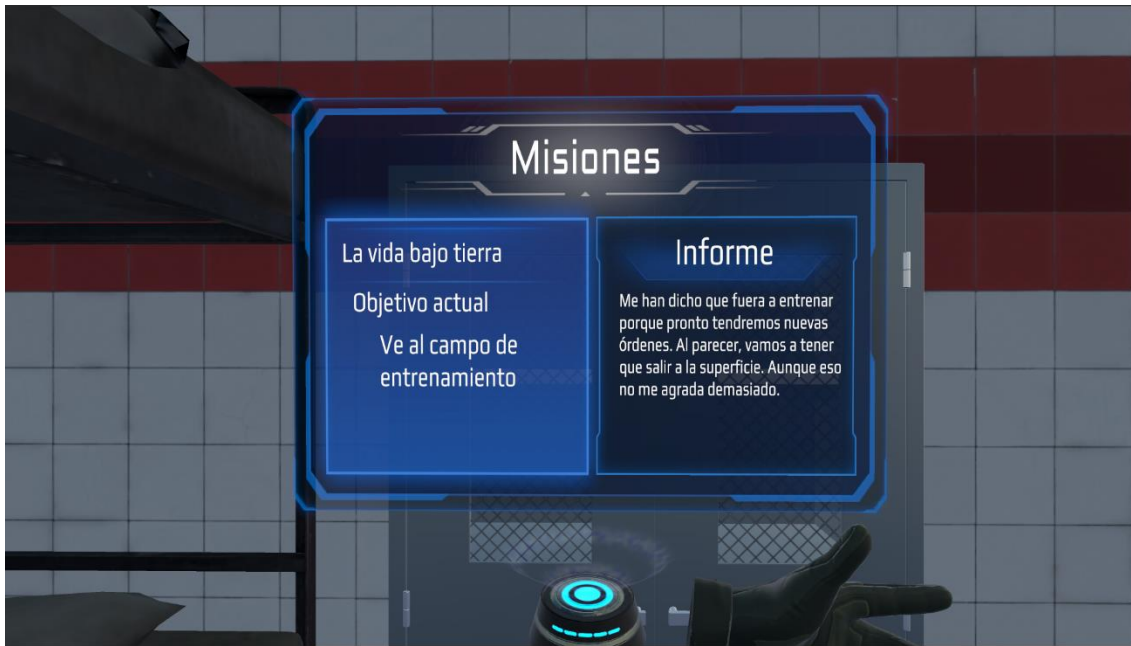 Misiones
La vida bajo tierra
Objetivo actual
Ve al campo de
entrenamiento
Informe
Me han dicho que fuera a entrenar
porque pronto tendremos nuevas
órdenes. Al parecer, vamos a tener
que salir a la superficie. Aunque eso
no me agrada demasiado.